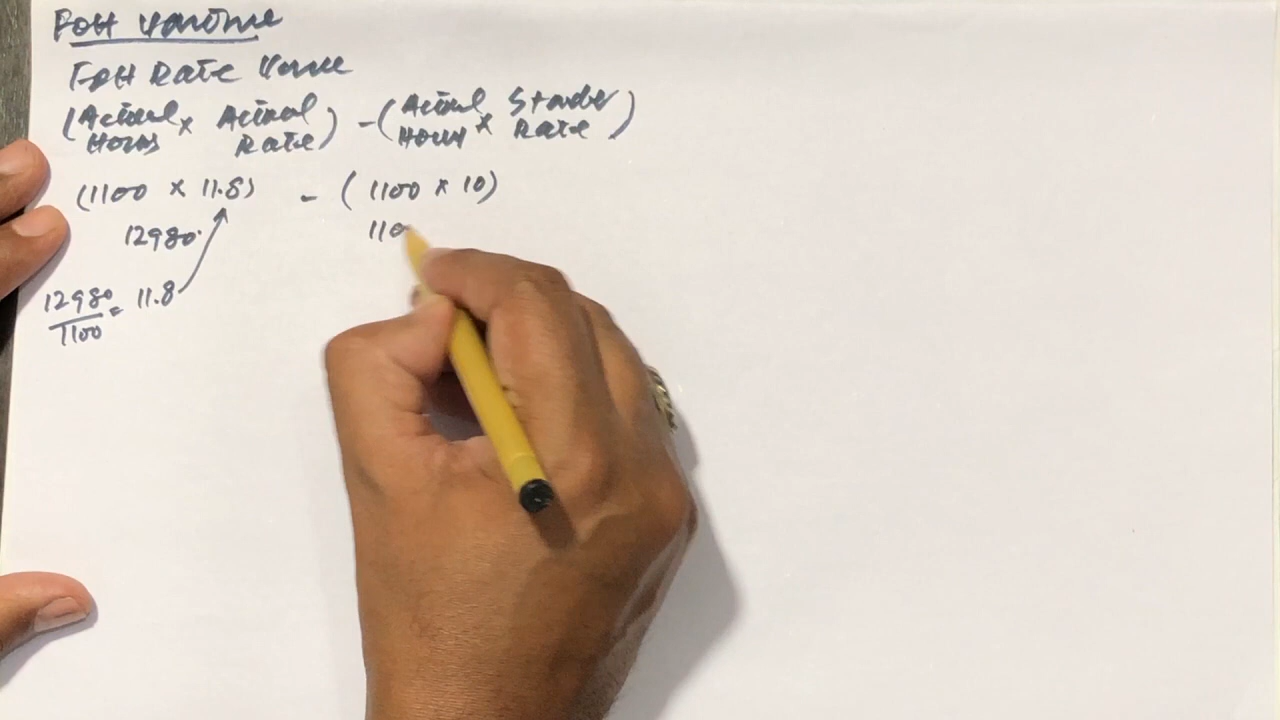 FOH Variance
FOH Rate Variance
(Actual Hours × Actual Rate) - (Actual Hours × Standard Rate)
(1100 × 11.8) - (1100 × 10)
12980 110
12980/1100 = 11.8